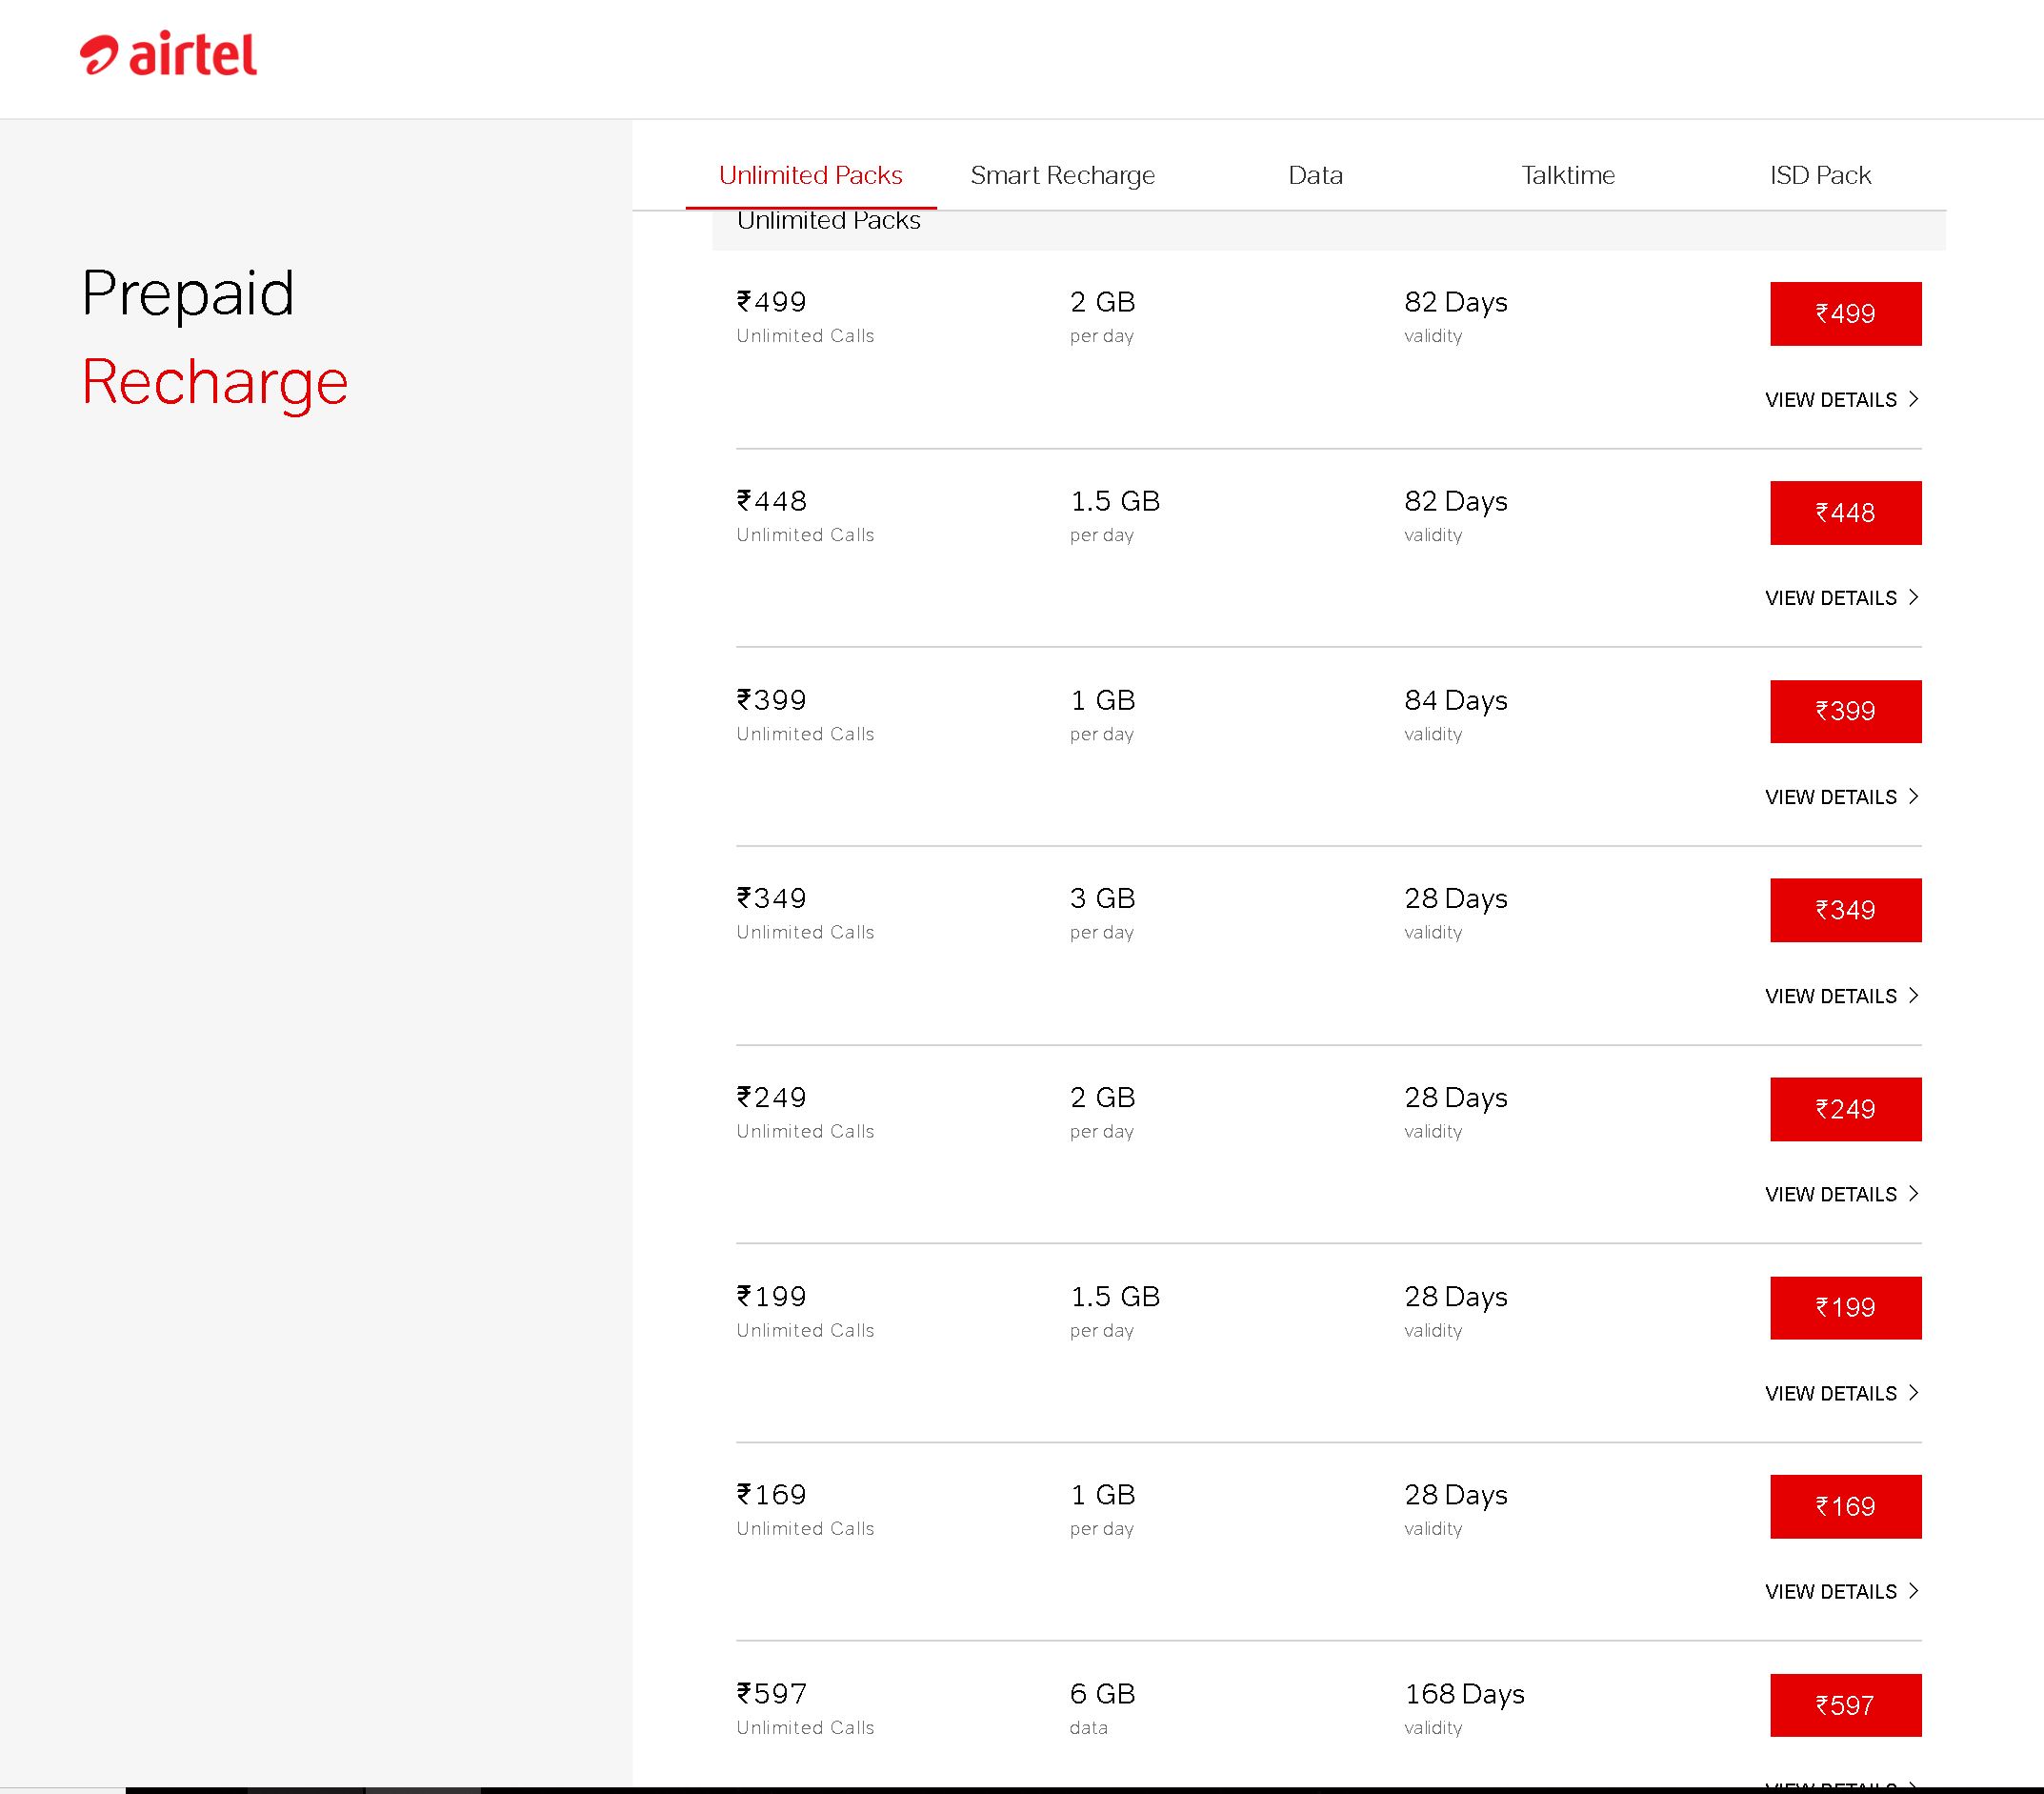 airtel
Unlimited Packs Smart Recharge Data Talktime ISD Pack
Unlimited Packs
Prepaid
Recharge
₹499 2 GB 82 Days ₹499
Unlimited Calls per day validity
VIEW DETAILS >
₹448 1.5 GB 82 Days ₹448
Unlimited Calls per day validity
VIEW DETAILS >
₹399 1 GB 84 Days ₹399
Unlimited Calls per day validity
VIEW DETAILS >
₹349 3 GB 28 Days ₹349
Unlimited Calls per day validity
VIEW DETAILS >
₹249 2 GB 28 Days ₹249
Unlimited Calls per day validity
VIEW DETAILS >
₹199 1.5 GB 28 Days ₹199
Unlimited Calls per day validity
VIEW DETAILS >
₹169 1 GB 28 Days ₹169
Unlimited Calls per day validity
VIEW DETAILS >
₹597 6 GB 168 Days ₹597
Unlimited Calls data validity
VIEW DETAILS >